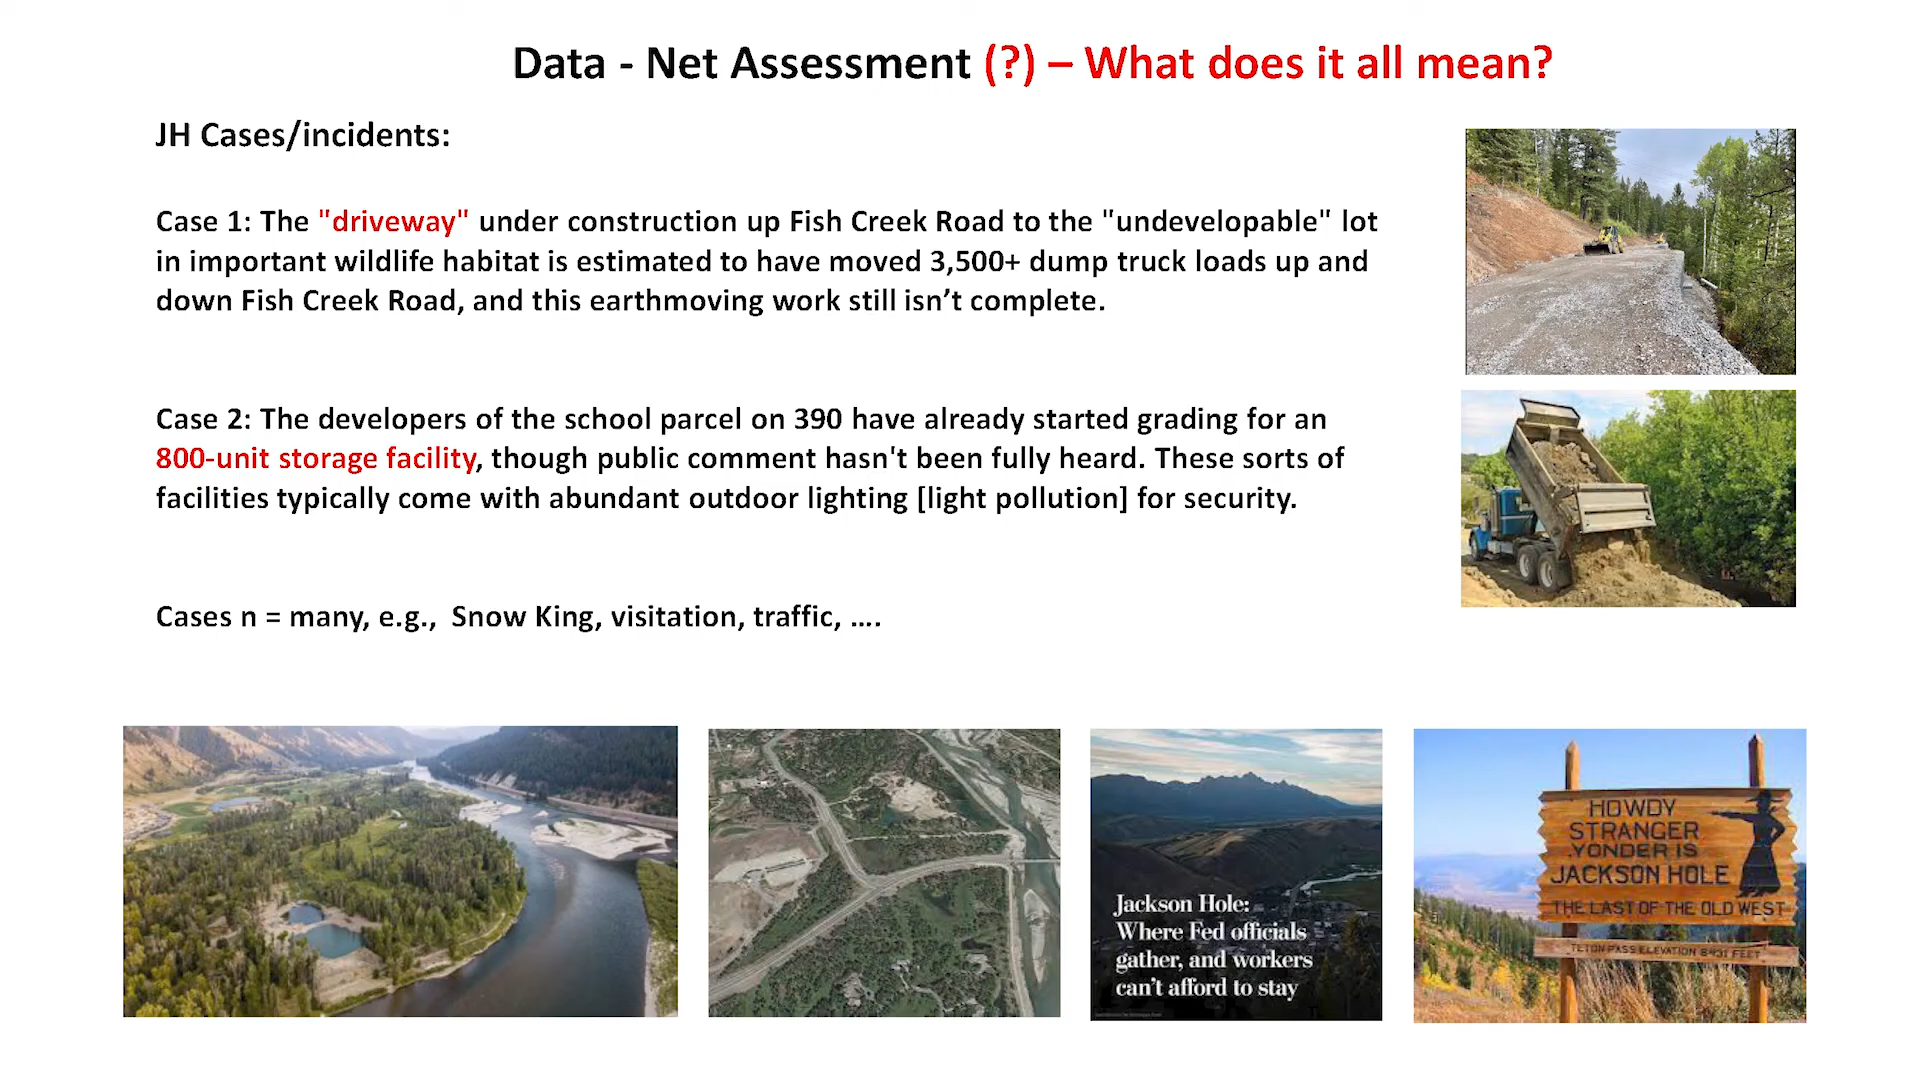 Data - Net Assessment (?) – What does it all mean?
JH Cases/incidents:
Case 1: The "driveway" under construction up Fish Creek Road to the "undevelopable" lot
in important wildlife habitat is estimated to have moved 3,500+ dump truck loads up and
down Fish Creek Road, and this earthmoving work still isn’t complete.
Case 2: The developers of the school parcel on 390 have already started grading for an
800-unit storage facility, though public comment hasn't been fully heard. These sorts of
facilities typically come with abundant outdoor lighting [light pollution] for security.
Cases n = many, e.g., Snow King, visitation, traffic, ....
Jackson Hole:
Where Fed officials
gather, and workers
can’t afford to stay
HOWDY
STRANGER
YONDER IS
JACKSON HOLE
THE LAST OF THE OLD WEST
TETON PASS ELEVATION 8431 FEET